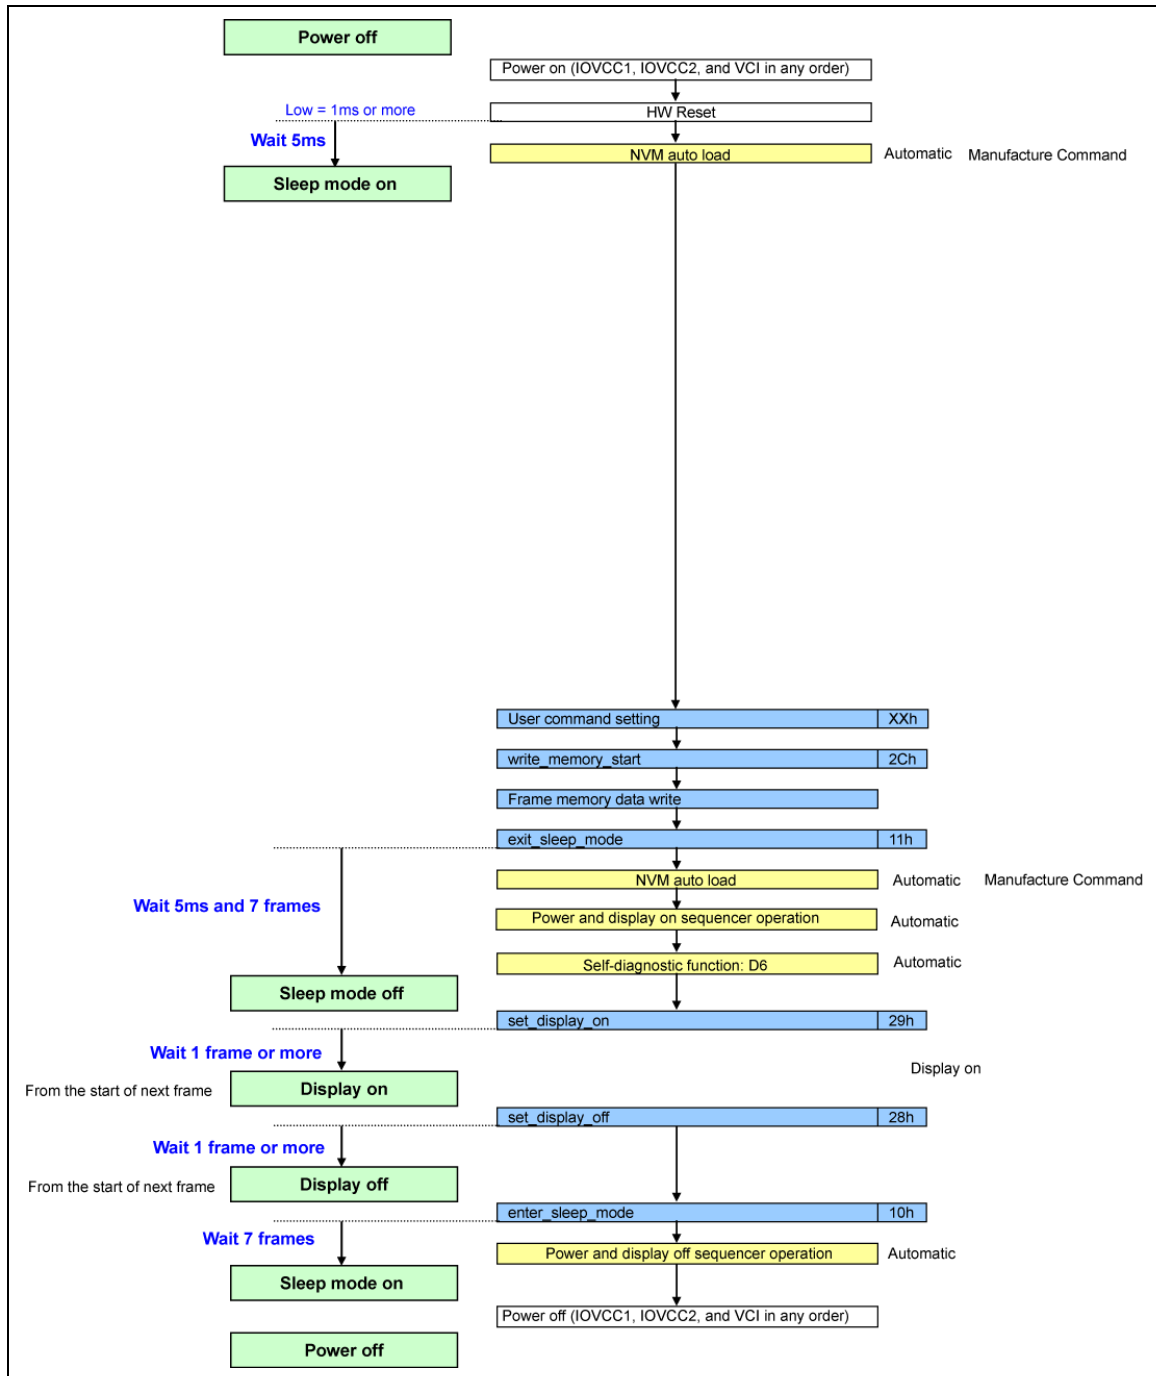 Power off
Power on (IOVCC1, IOVCC2, and VCI in any order)
Low = 1ms or more
HW Reset
Wait 5ms
NVM auto load Automatic Manufacture Command
Sleep mode on
User command setting XXh
write_memory_start 2Ch
Frame memory data write
exit_sleep_mode 11h
NVM auto load Automatic Manufacture Command
Wait 5ms and 7 frames
Power and display on sequencer operation Automatic
Self-diagnostic function: D6 Automatic
Sleep mode off
set_display_on 29h
Wait 1 frame or more
Display on
From the start of next frame Display on
set_display_off 28h
Wait 1 frame or more
From the start of next frame Display off
enter_sleep_mode 10h
Wait 7 frames
Power and display off sequencer operation Automatic
Sleep mode on
Power off (IOVCC1, IOVCC2, and VCI in any order)
Power off